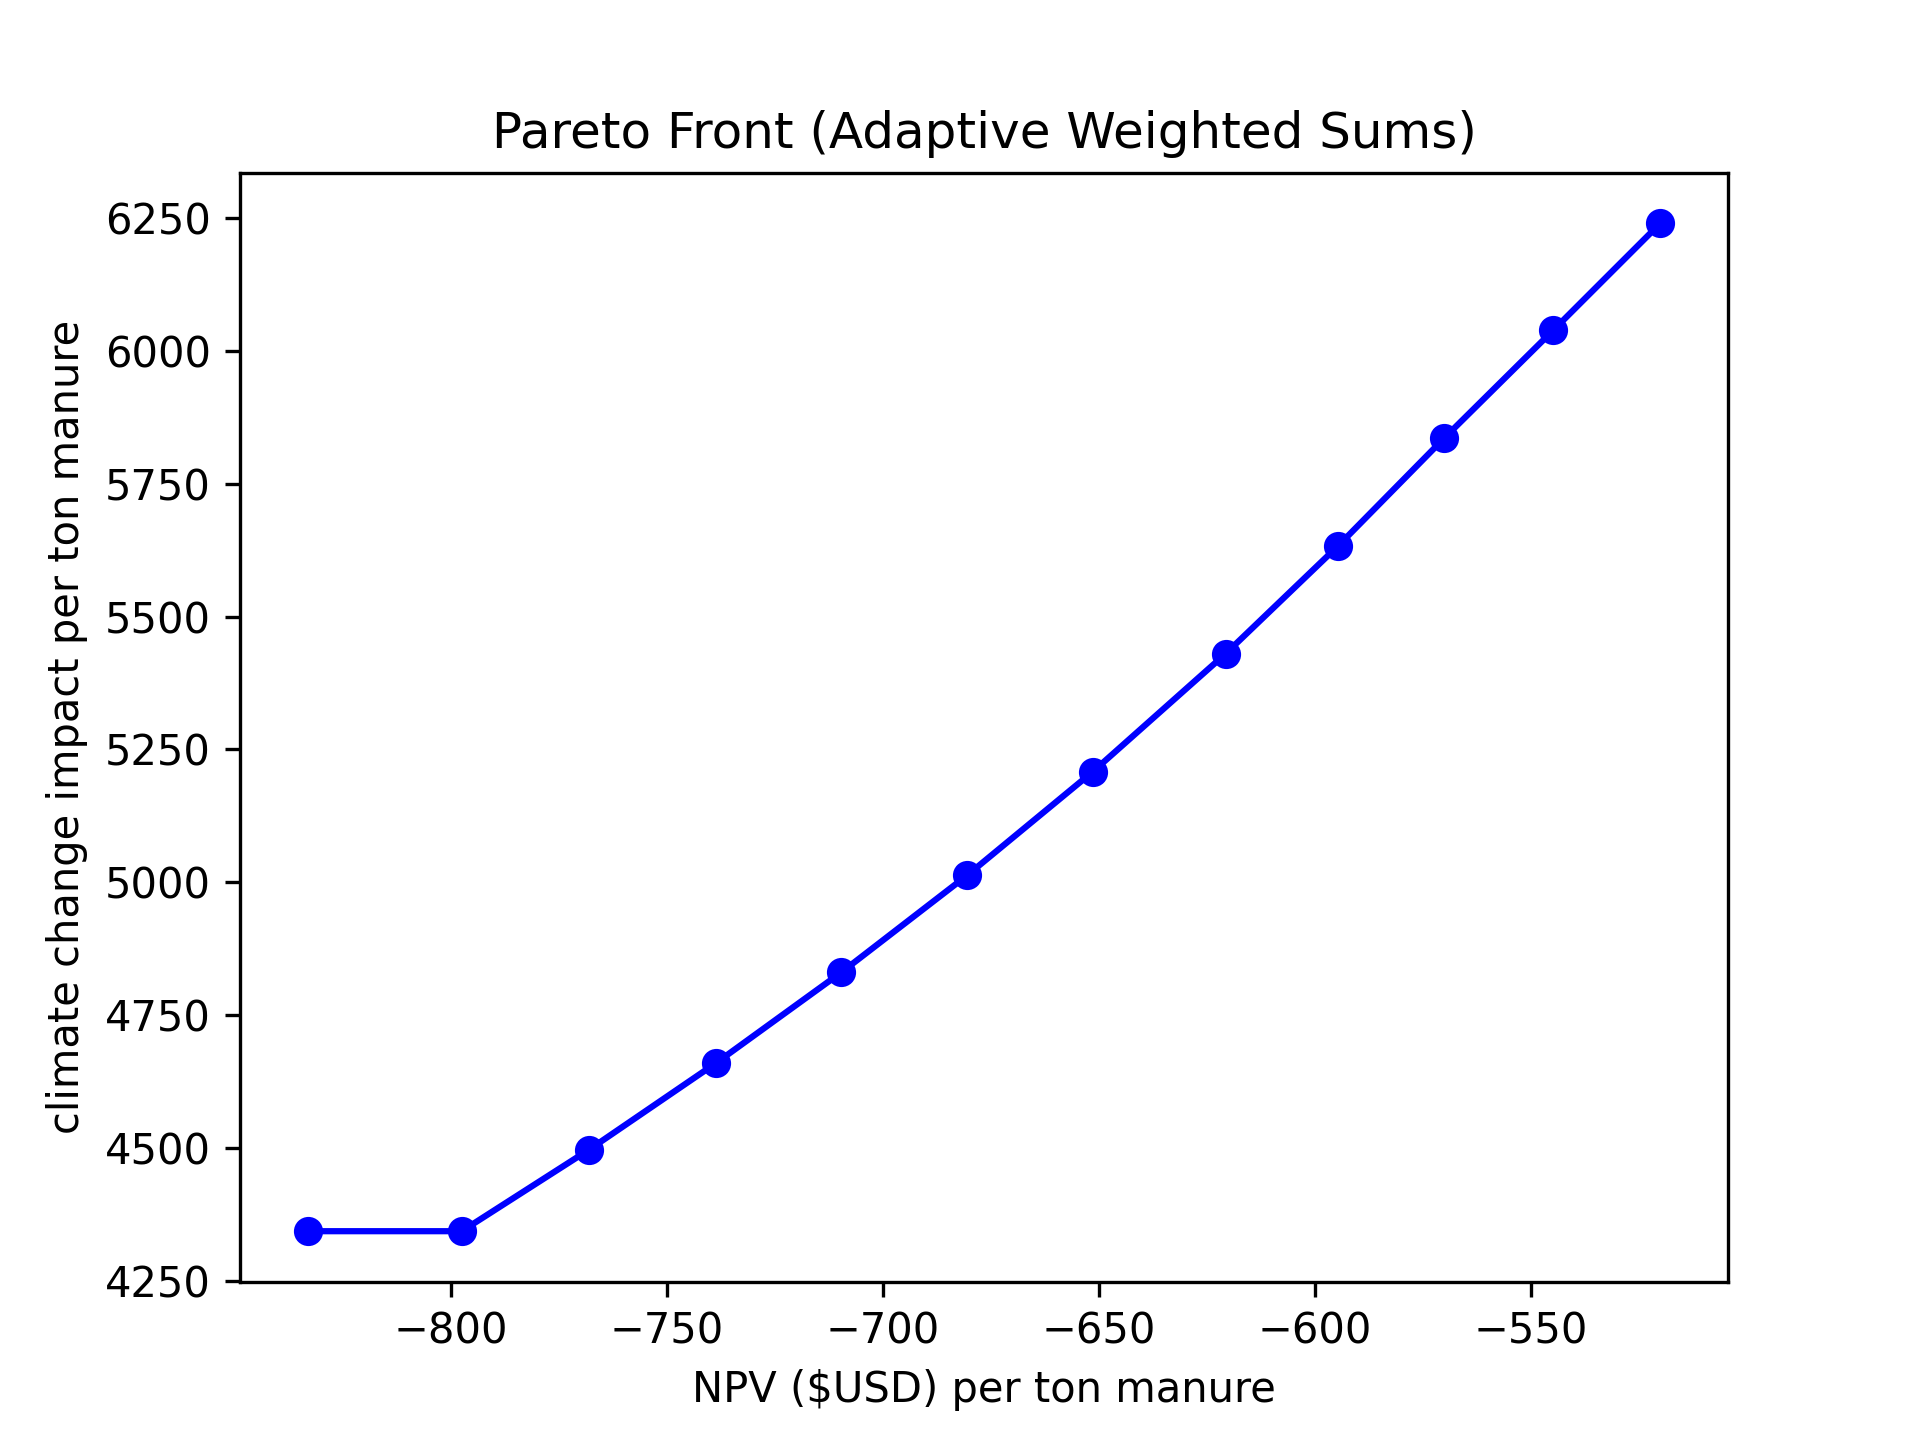 Pareto Front (Adaptive Weighted Sums)
climate change impact per ton manure
6250
6000
5750
5500
5250
5000
4750
4500
4250
−800 −750 −700 −650 −600 −550
NPV ($USD) per ton manure